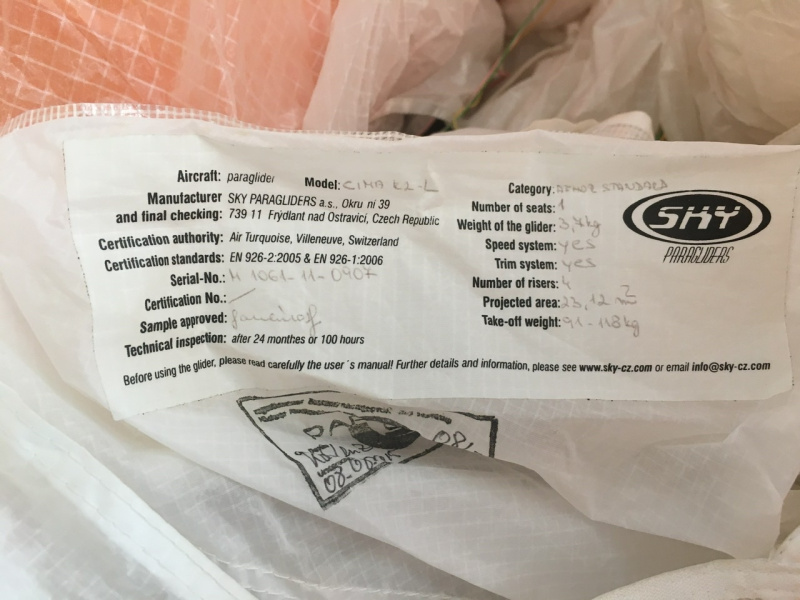 Aircraft: paraglider Model: CIMA K2-L
Manufacturer and final checking: SKY PARAGLIDERS a.s., Okru ni 39
739 11 Frýdlant nad Ostravicí, Czech Republic
Certification authority: Air Turquoise, Villeneuve, Switzerland
Certification standards: EN 926-2:2005 & EN 926-1:2006
Serial-No.: M 1061-11-0907
Certification No.: /
Sample approved:
Technical inspection: after 24 monthes or 100 hours
Category: STANDARD
Number of seats: 1
Weight of the glider: kg
Speed system: yes
Trim system: yes
Number of risers: 4
Projected area: 23,12 m²
Take-off weight: 91-118kg
SKY
PARAGLIDERS
Before using the glider, please read carefully the user´s manual! Further details and information, please see www.sky-cz.com or email info@sky-cz.com